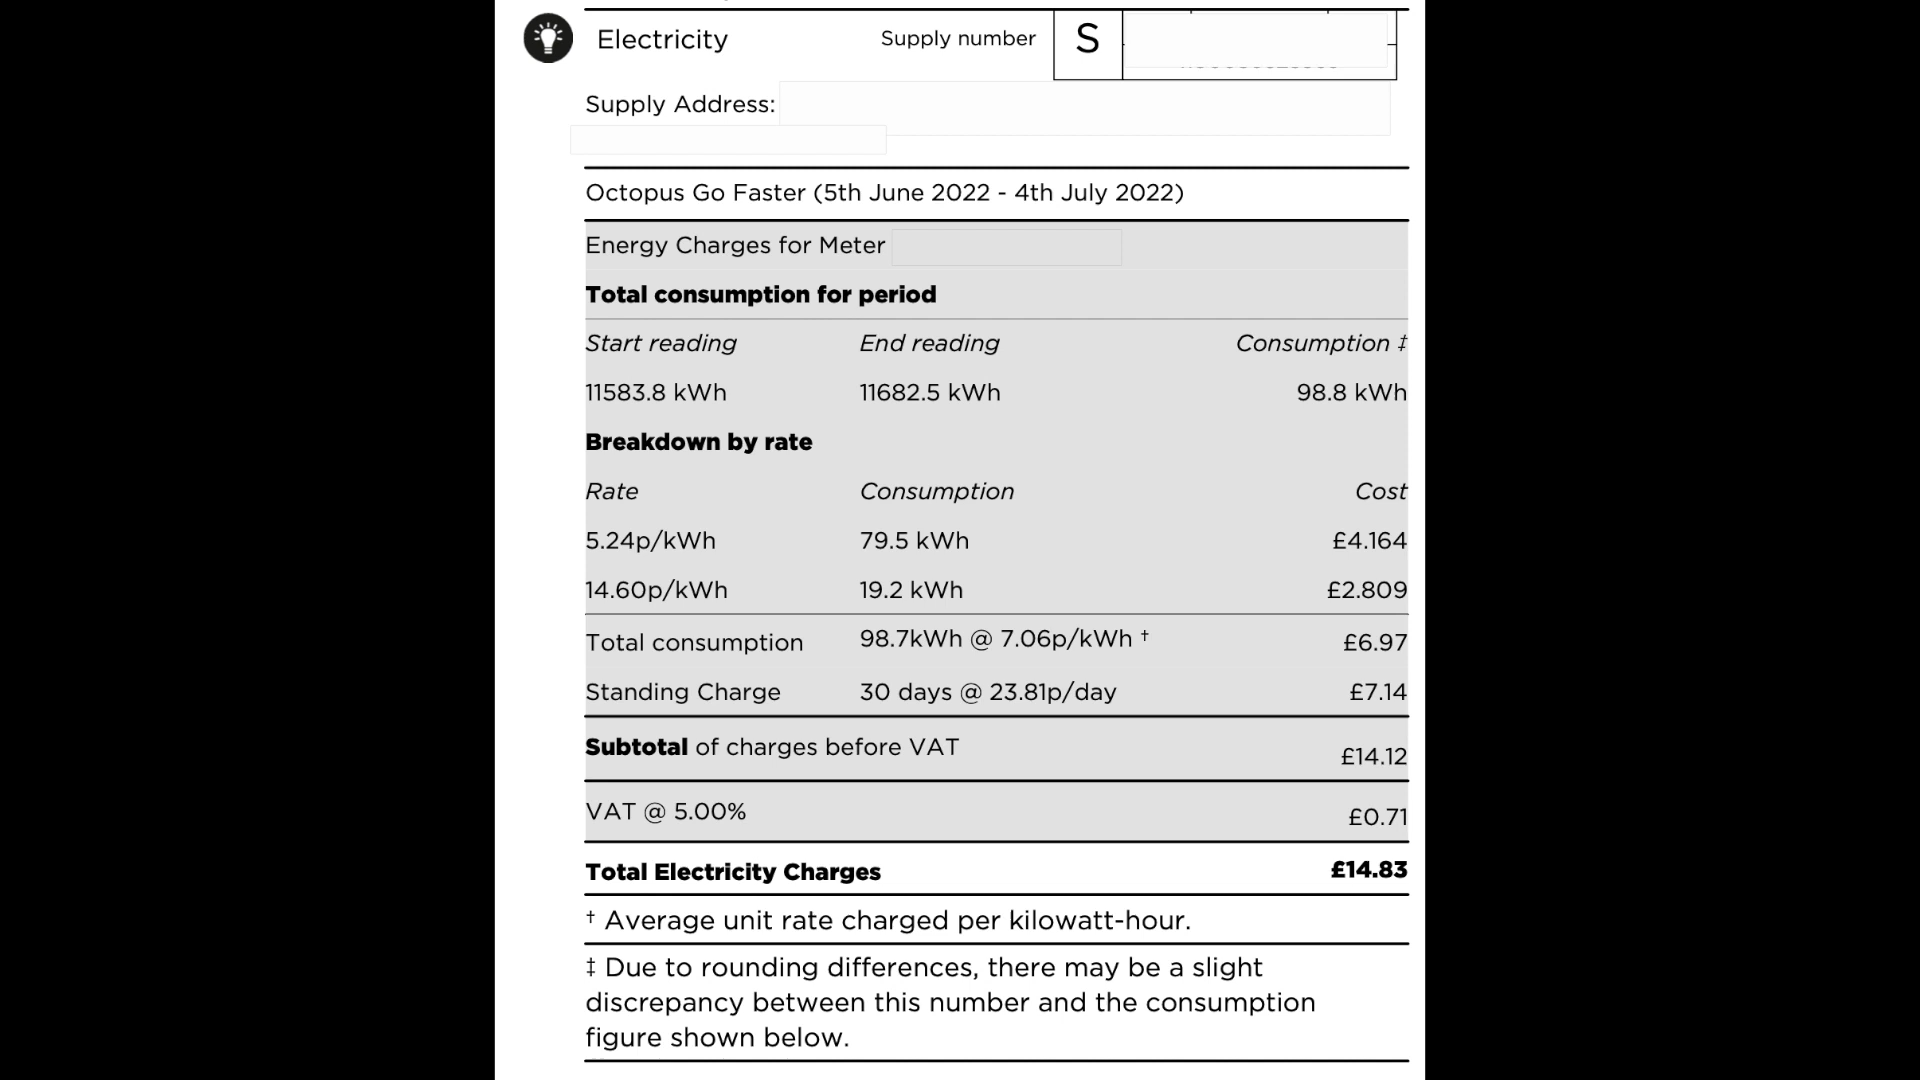 Electricity Supply number S
Supply Address:
Octopus Go Faster (5th June 2022 - 4th July 2022)
Energy Charges for Meter
Total consumption for period
Start reading End reading Consumption ‡
11583.8 kWh 11682.5 kWh 98.8 kWh
Breakdown by rate
Rate Consumption Cost
5.24p/kWh 79.5 kWh £4.164
14.60p/kWh 19.2 kWh £2.809
Total consumption 98.7kWh @ 7.06p/kWh † £6.97
Standing Charge 30 days @ 23.81p/day £7.14
Subtotal of charges before VAT £14.12
VAT @ 5.00% £0.71
Total Electricity Charges £14.83
† Average unit rate charged per kilowatt-hour.
‡ Due to rounding differences, there may be a slight
discrepancy between this number and the consumption
figure shown below.